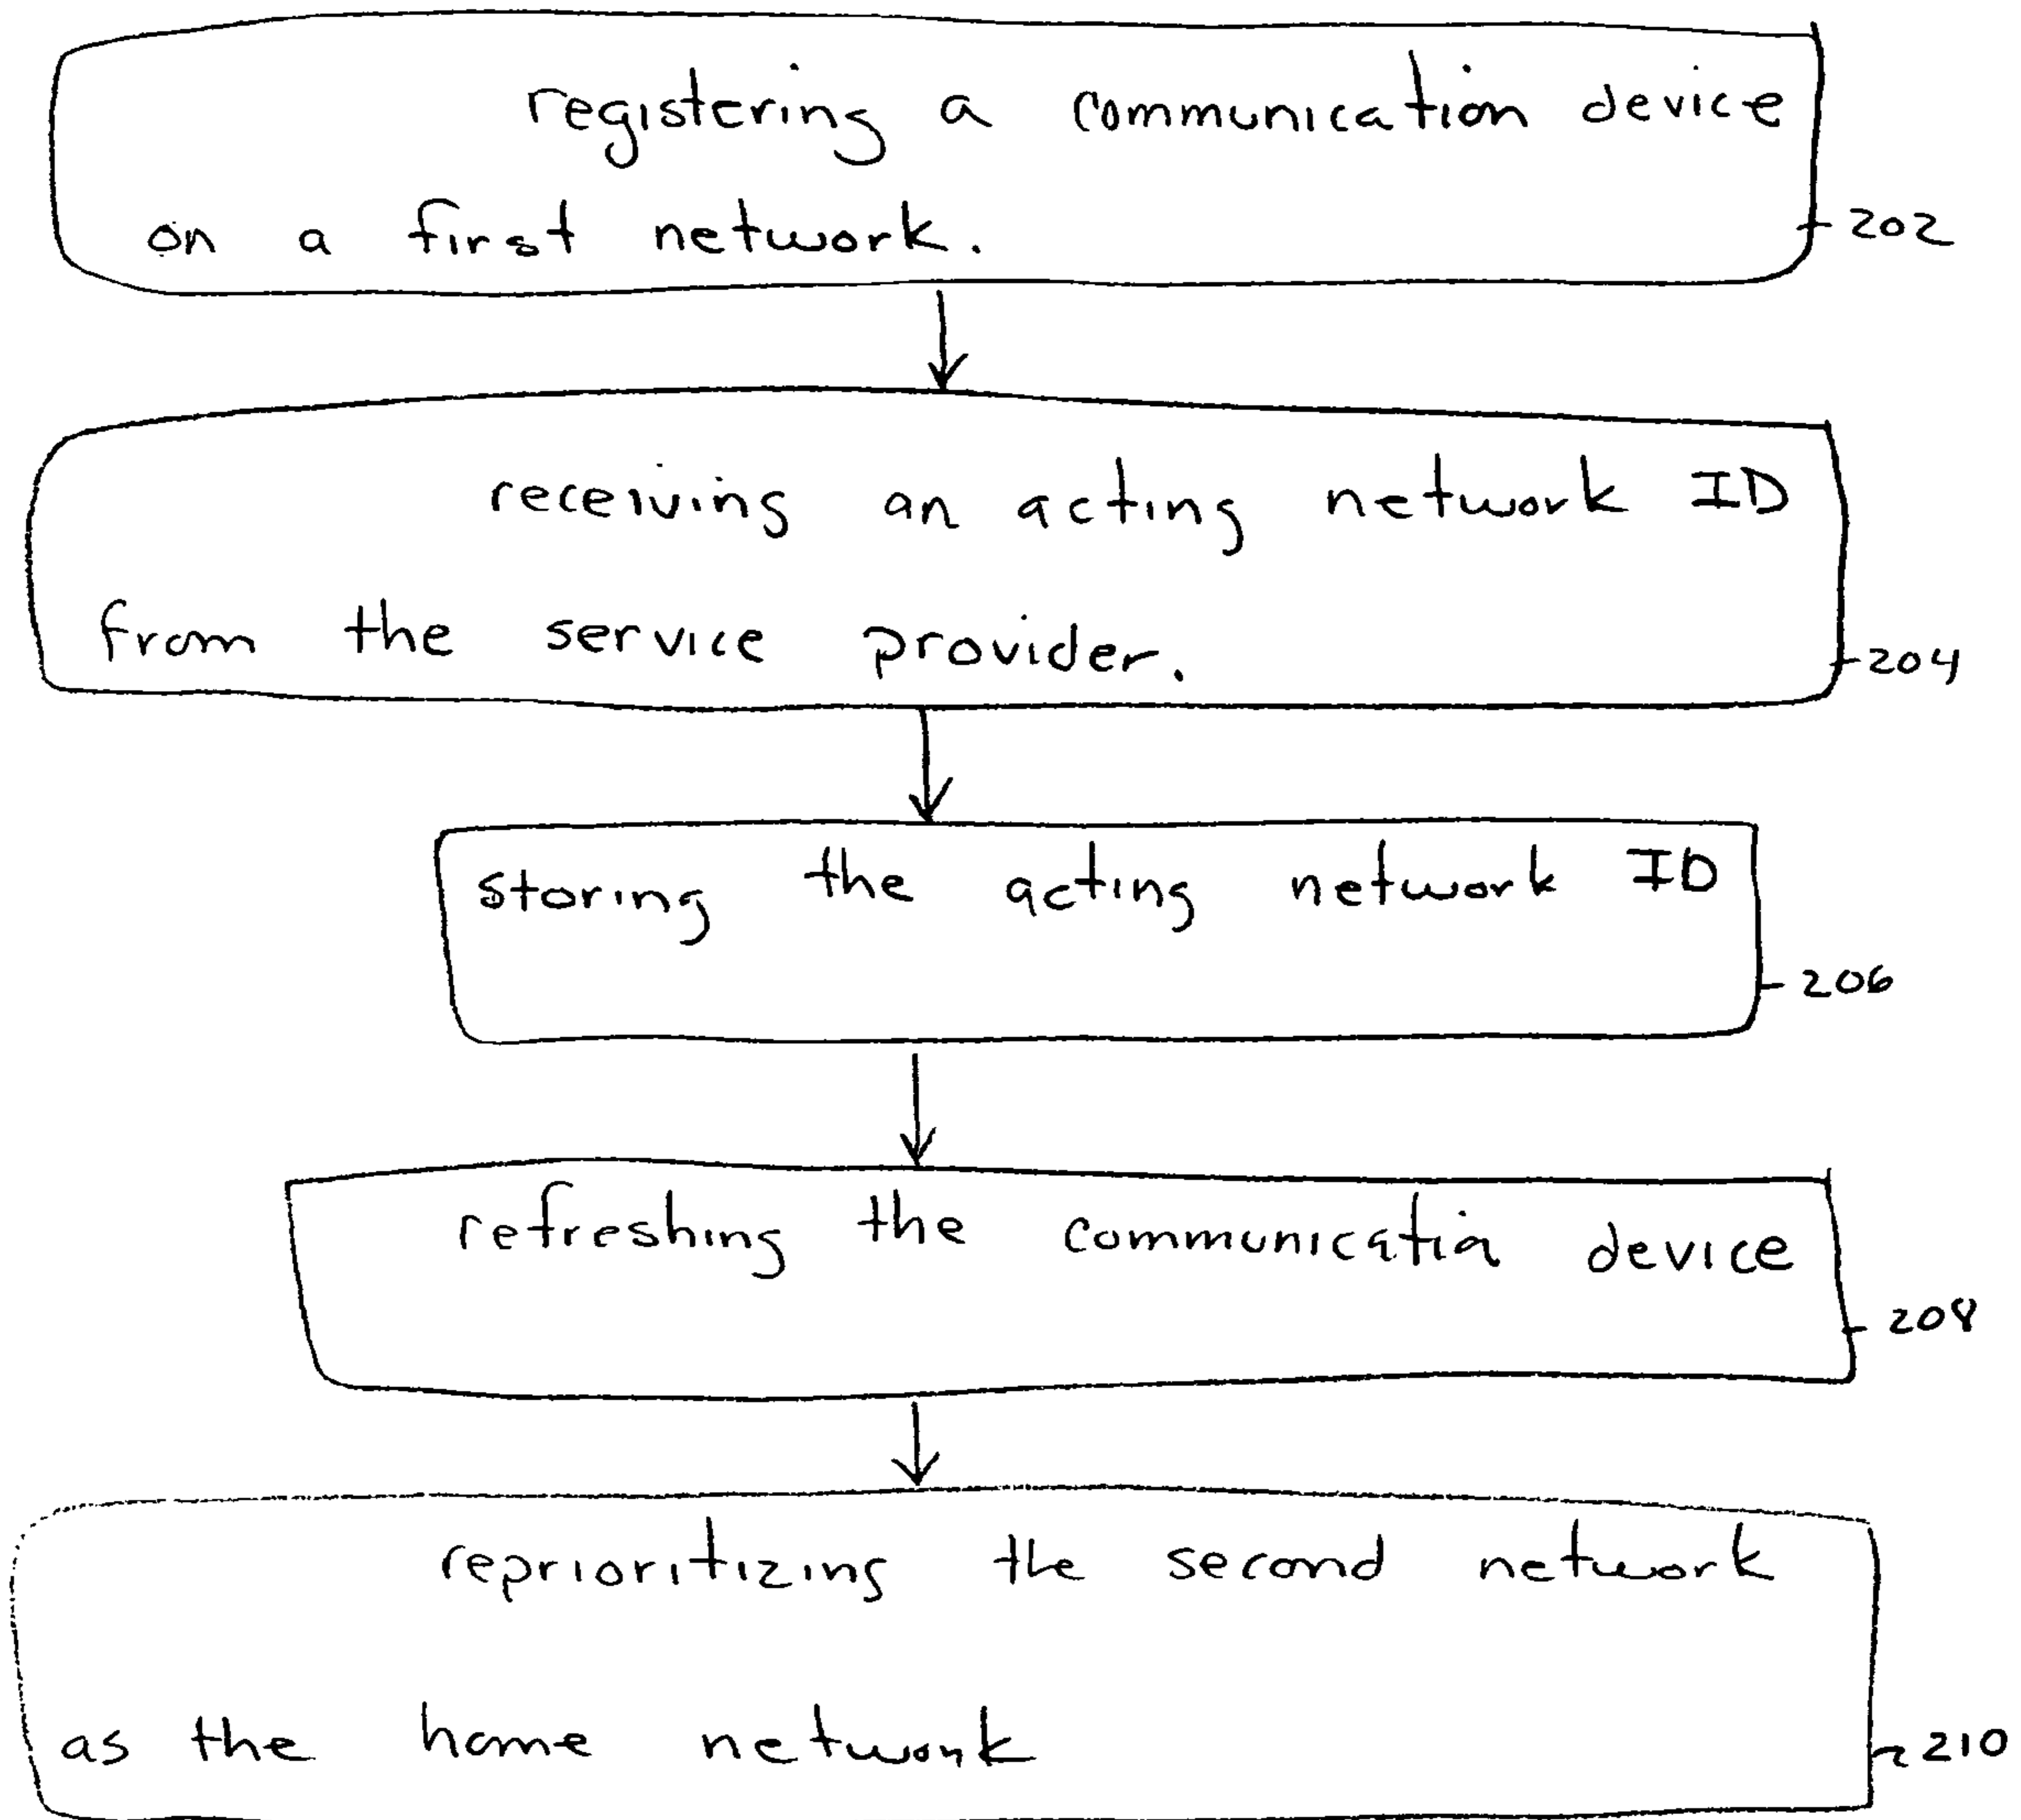 registering a communication device
on a first network.
202
receiving an acting network ID
from the service provider.
204
storing the acting network ID
206
refreshing the communication device
208
reprioritizing the second network
as the home network
210